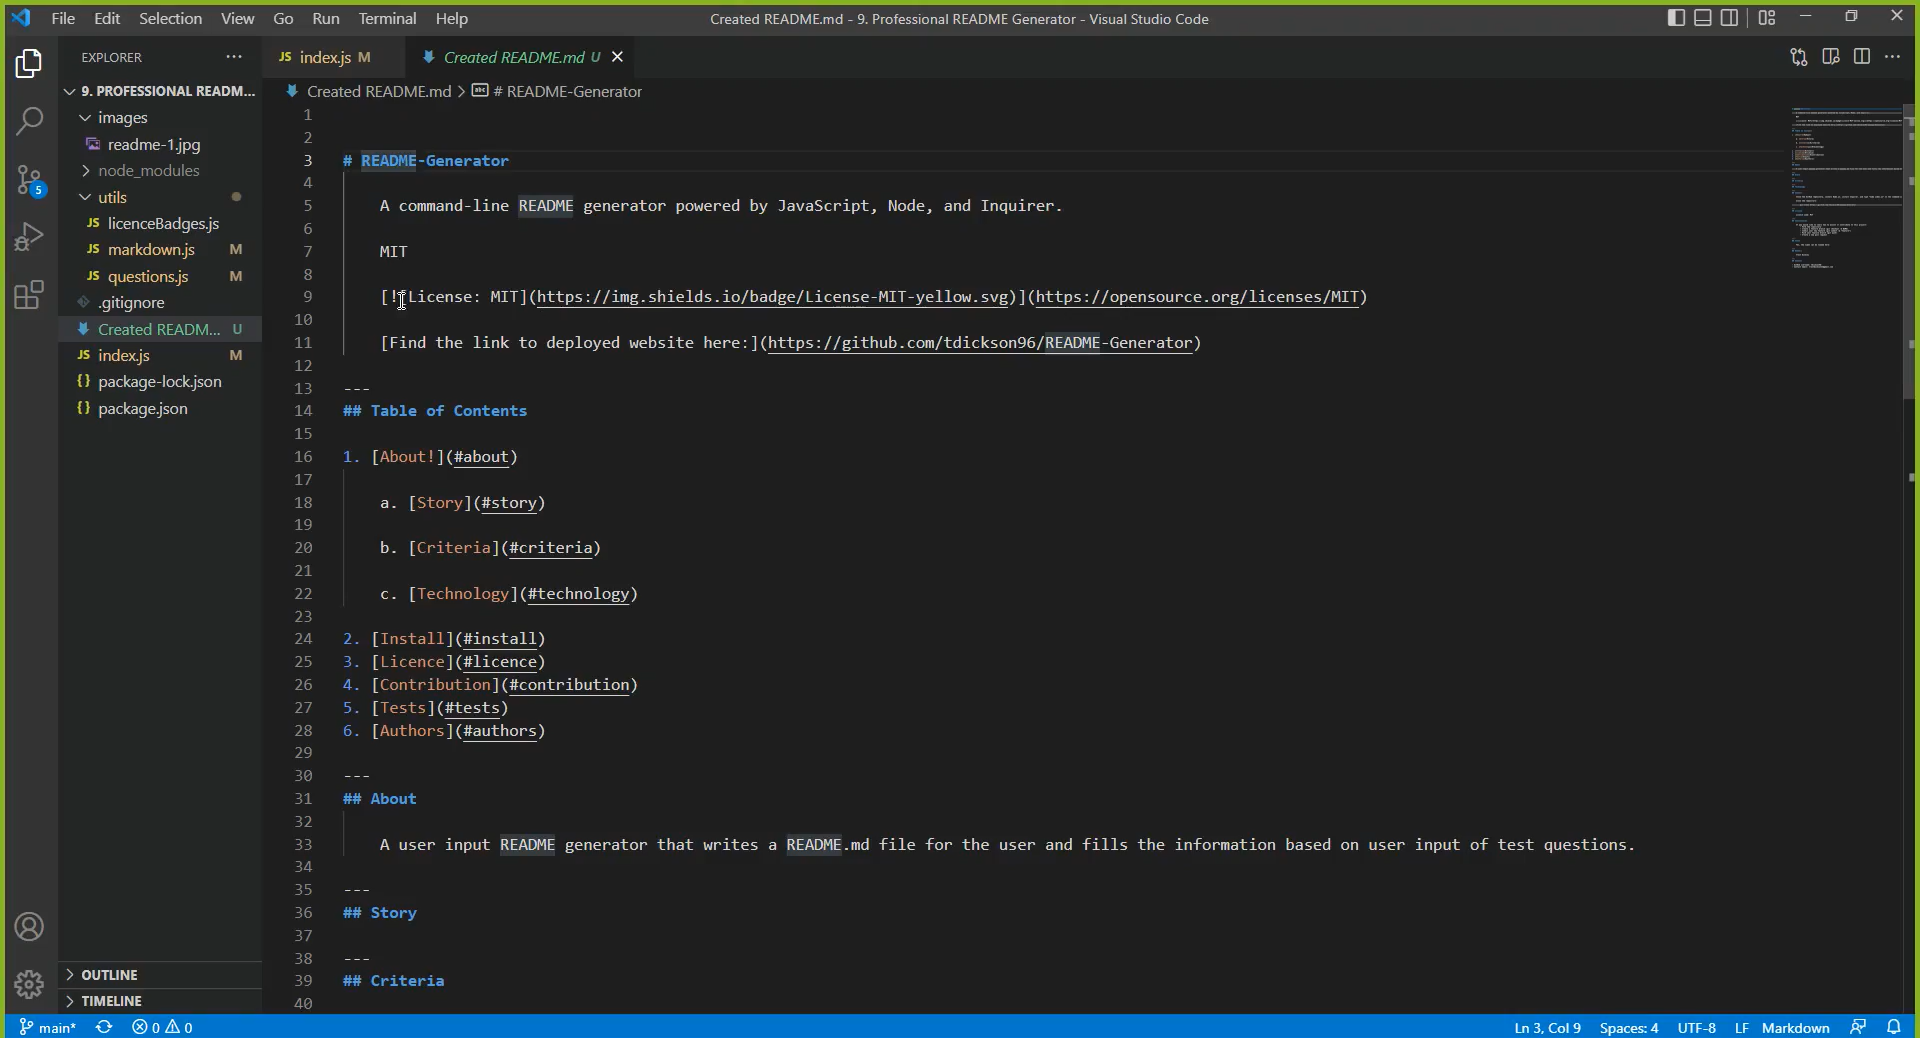 File Edit Selection View Go Run Terminal Help
Created README.md - 9. Professional README Generator - Visual Studio Code
EXPLORER
9. PROFESSIONAL READM...
images
readme-1.jpg
node_modules
utils
JS licenceBadges.js
JS markdown.js M
JS questions.js M
.gitignore
Created READM... U
JS index.js M
{} package-lock.json
{} package.json
OUTLINE
TIMELINE
JS index.js M
Created README.md U
Created README.md > # README-Generator
1
2
3 # README-Generator
4
5 A command-line README generator powered by JavaScript, Node, and Inquirer.
6
7 MIT
8
9 [![License: MIT](https://img.shields.io/badge/License-MIT-yellow.svg)](https://opensource.org/licenses/MIT)
10
11 [Find the link to deployed website here:](https://github.com/tdickson96/README-Generator)
12
13 ---
14 ## Table of Contents
15
16 1. [About!](#about)
17
18 a. [Story](#story)
19
20 b. [Criteria](#criteria)
21
22 c. [Technology](#technology)
23
24 2. [Install](#install)
25 3. [Licence](#licence)
26 4. [Contribution](#contribution)
27 5. [Tests](#tests)
28 6. [Authors](#authors)
29
30 ---
31 ## About
32
33 A user input README generator that writes a README.md file for the user and fills the information based on user input of test questions.
34
35 ---
36 ## Story
37
38 ---
39 ## Criteria
40
5
main* 0 0
Ln 3, Col 9 Spaces: 4 UTF-8 LF Markdown